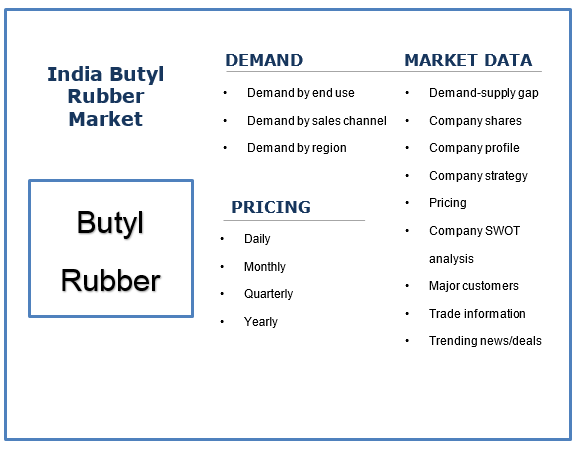 India Butyl
Rubber
Market
Butyl
Rubber
DEMAND
• Demand by end use
• Demand by sales channel
• Demand by region
PRICING
• Daily
• Monthly
• Quarterly
• Yearly
MARKET DATA
• Demand-supply gap
• Company shares
• Company profile
• Company strategy
• Pricing
• Company SWOT
analysis
• Major customers
• Trade information
• Trending news/deals